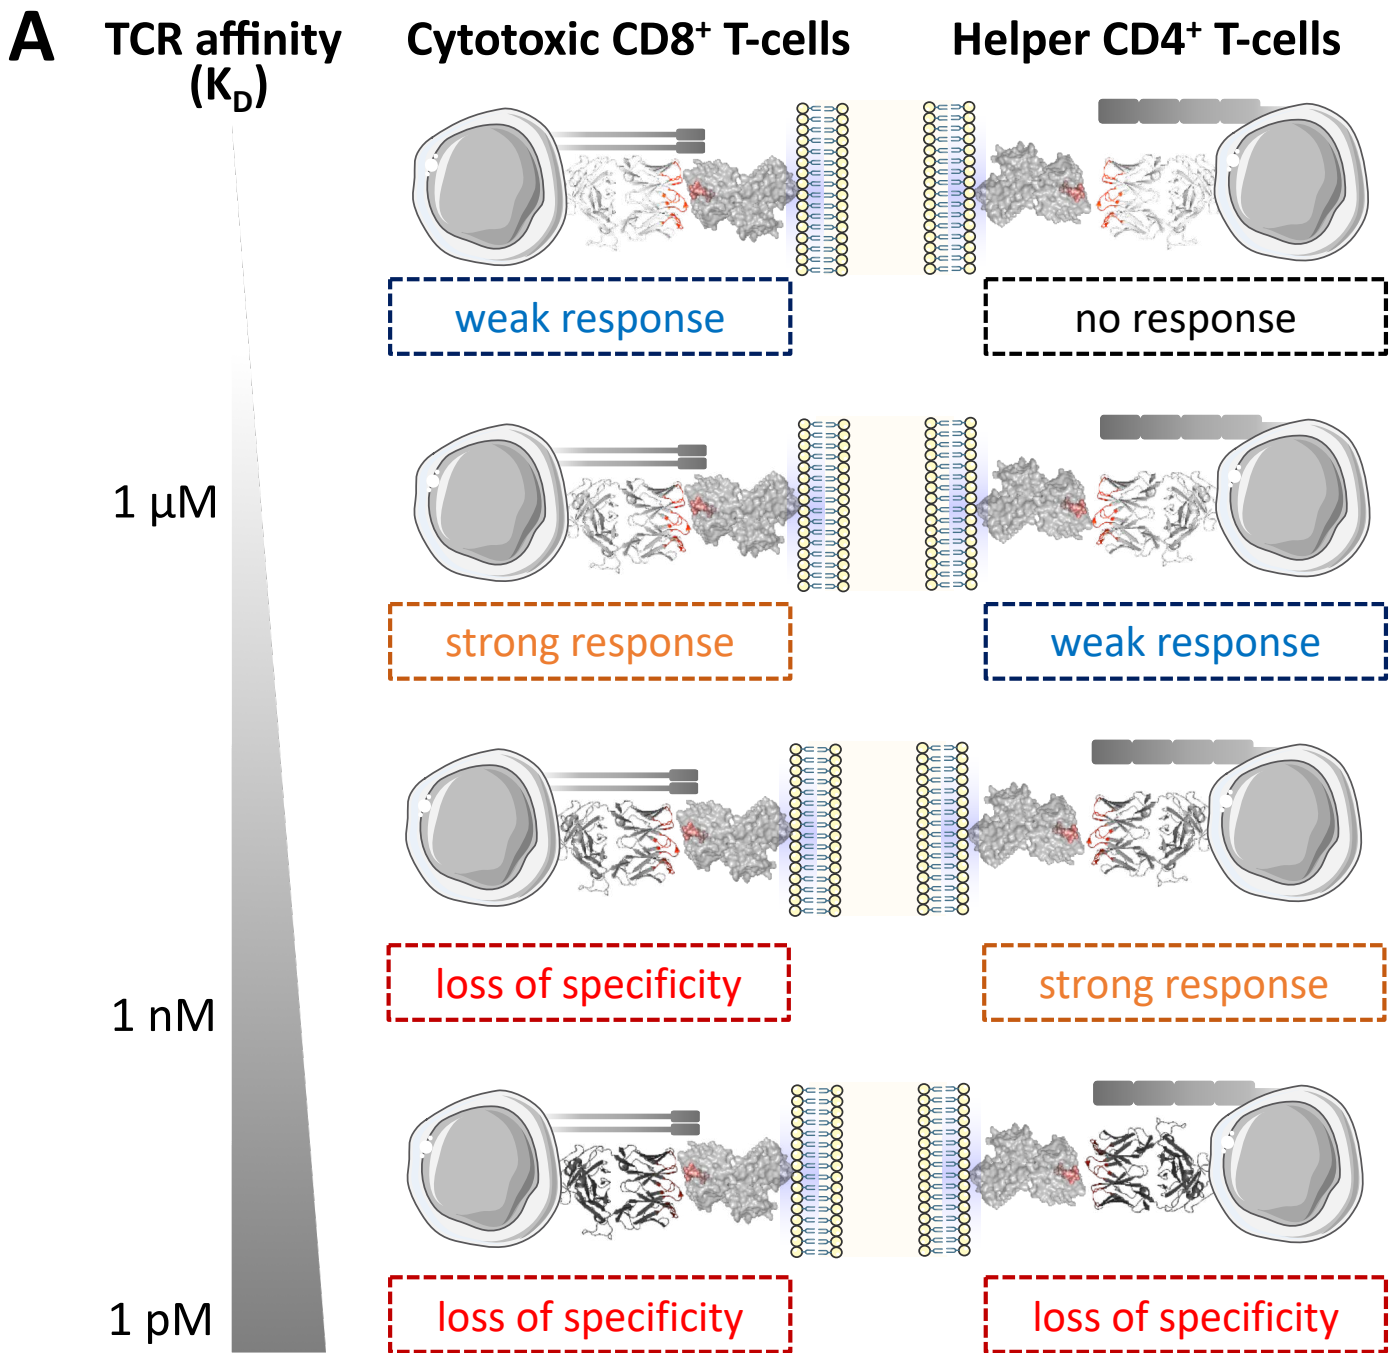 A
TCR affinity
(KD)
Cytotoxic CD8+ T-cells
Helper CD4+ T-cells
weak response
no response
1 µM
strong response
weak response
loss of specificity
strong response
1 nM
loss of specificity
loss of specificity
1 pM